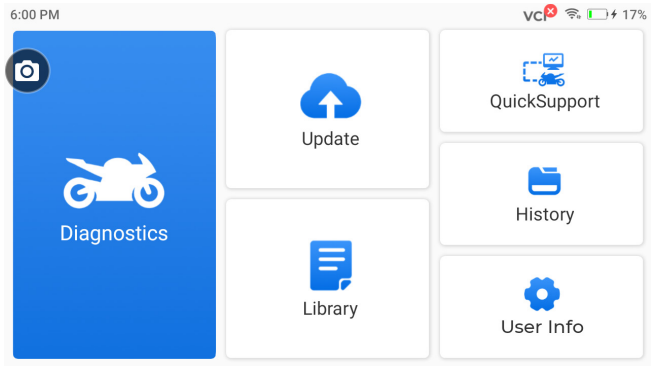 6:00 PM
VCI
17%
Diagnostics
Update
Library
QuickSupport
History
User Info